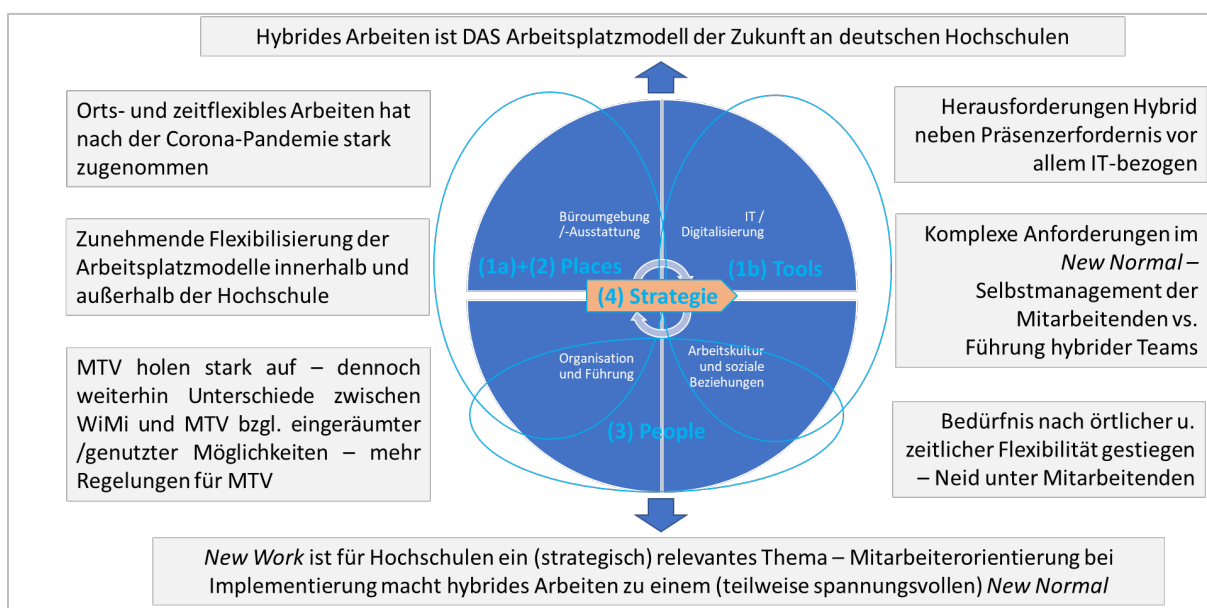 Hybrides Arbeiten ist DAS Arbeitsplatzmodell der Zukunft an deutschen Hochschulen
Orts- und zeitflexibles Arbeiten hat
nach der Corona-Pandemie stark
zugenommen
Zunehmende Flexibilisierung der
Arbeitsplatzmodelle innerhalb und
außerhalb der Hochschule
MTV holen stark auf – dennoch
weiterhin Unterschiede zwischen
WiMi und MTV bzgl. eingeräumter
/genutzter Möglichkeiten – mehr
Regelungen für MTV
Büroumgebung
/-Ausstattung
IT /
Digitalisierung
(1a)+(2) Places
(1b) Tools
(4) Strategie
Organisation
und Führung
Arbeitskultur
und soziale
Beziehungen
(3) People
Herausforderungen Hybrid
neben Präsenzerfordernis vor
allem IT-bezogen
Komplexe Anforderungen im
New Normal –
Selbstmanagement der
Mitarbeitenden vs.
Führung hybrider Teams
Bedürfnis nach örtlicher u.
zeitlicher Flexibilität gestiegen
– Neid unter Mitarbeitenden
New Work ist für Hochschulen ein (strategisch) relevantes Thema – Mitarbeiterorientierung bei
Implementierung macht hybrides Arbeiten zu einem (teilweise spannungsvollen) New Normal